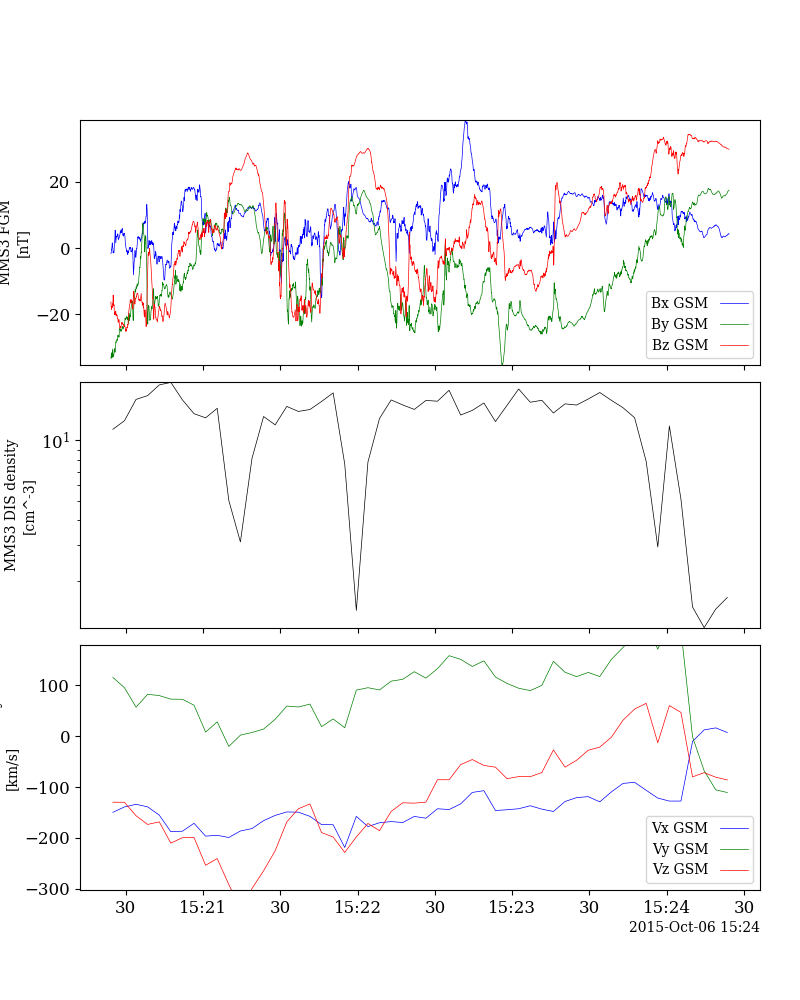 MMS3 FGM
[nT]
20
0
−20
Bx GSM
By GSM
Bz GSM
MMS3 DIS density
[cm^-3]
10^1
[km/s]
100
0
−100
−200
−300
Vx GSM
Vy GSM
Vz GSM
30 15:21 30 15:22 30 15:23 30 15:24 30
2015-Oct-06 15:24